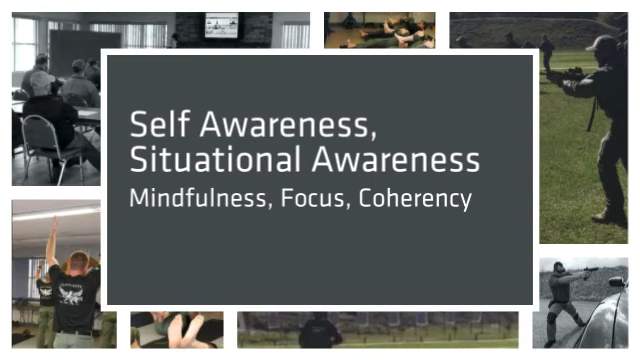 Self Awareness,
Situational Awareness
Mindfulness, Focus, Coherency